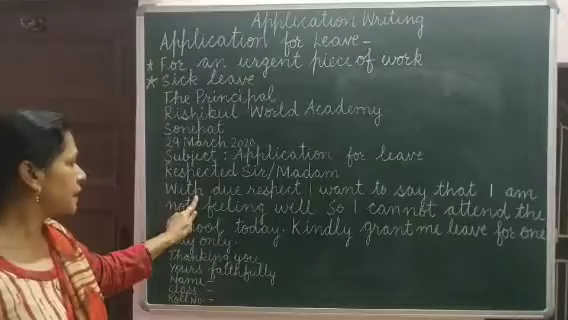 Application Writing
Application for Leave -
* For an urgent piece of work
* Sick leave
The Principal
Rishikul World Academy
Sonepat
29 March 2020
Subject : Application for leave
Respected Sir/Madam
With due respect I want to say that I am
not feeling well. So I cannot attend the
school today. Kindly grant me leave for one
day only.
Thanking you
Yours faithfully
Name -
Class -
Roll No: -